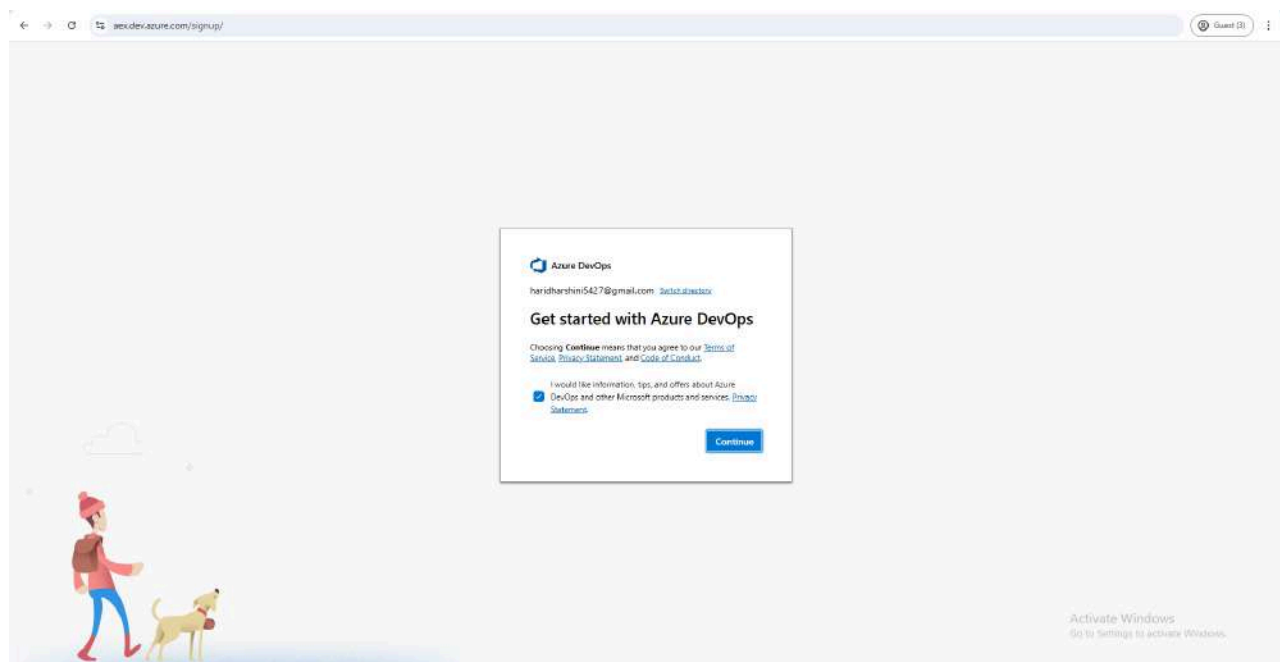 aex.dev.azure.com/signup/
Guest (3)
Azure DevOps
haridharshini5427@gmail.com Switch directory
Get started with Azure DevOps
Choosing Continue means that you agree to our Terms of
Service, Privacy Statement, and Code of Conduct.
I would like information, tips, and offers about Azure
DevOps and other Microsoft products and services. Privacy
Statement.
Continue
Activate Windows
Go to Settings to activate Windows.